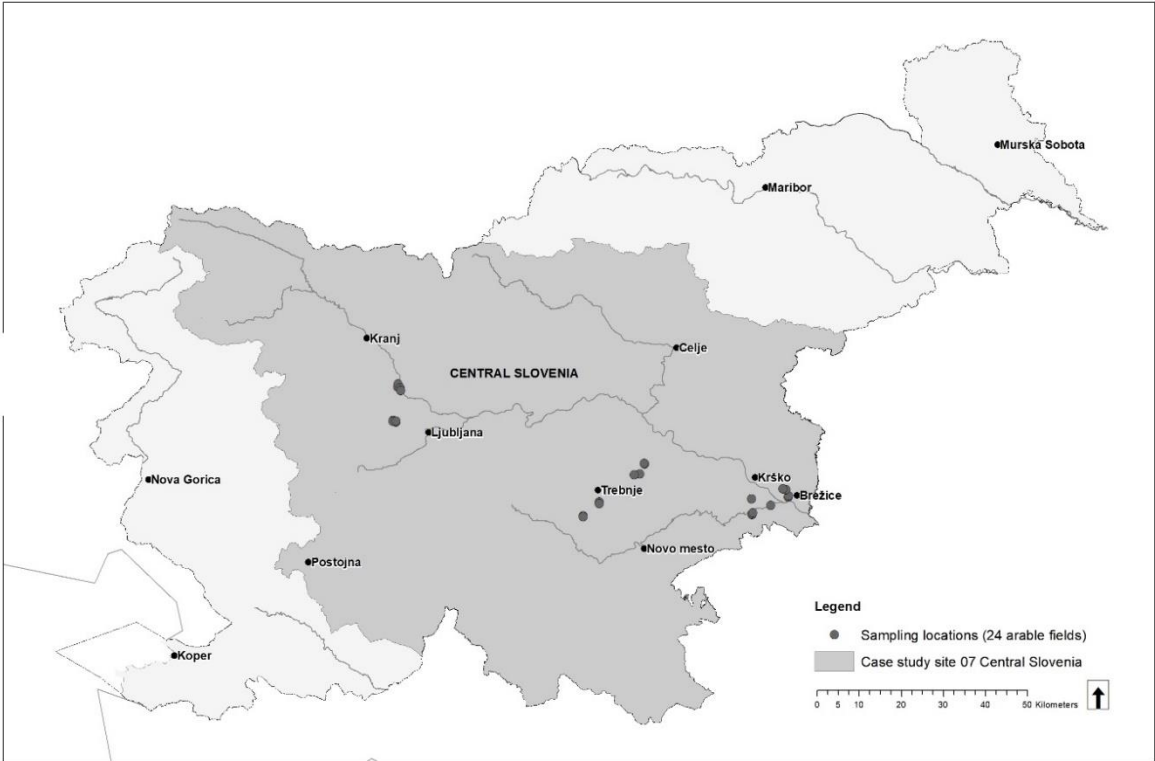 Murska Sobota
Maribor
Kranj
Celje
CENTRAL SLOVENIA
Ljubljana
Nova Gorica
Krško
Trebnje
Brežice
Novo mesto
Postojna
Legend
Sampling locations (24 arable fields)
Koper
Case study site 07 Central Slovenia
0 5 10 20 30 40 50 Kilometers